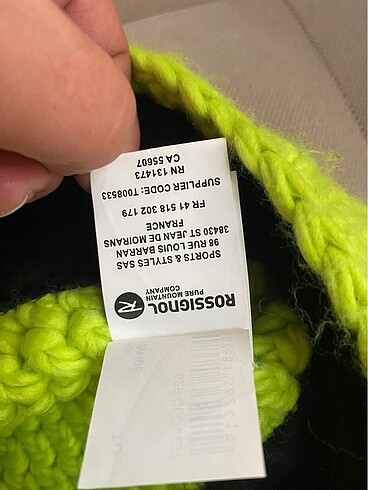 ROSSIGNOL
PURE MOUNTAIN
COMPANY
SPORTS & STYLES SAS
98 RUE LOUIS BARRAN
38430 ST JEAN DE MOIRANS
FRANCE
FR 41 518 302 179
SUPPLIER CODE: T008533
RN 131473
CA 55607